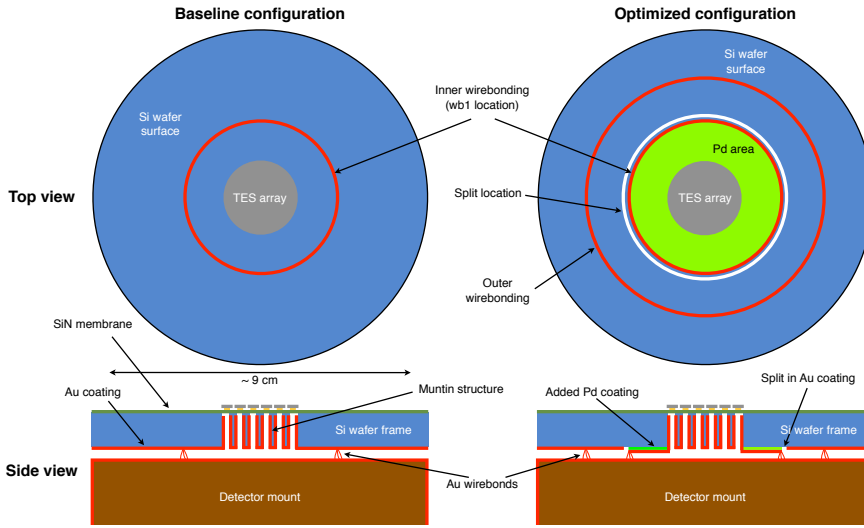 Baseline configuration
Optimized configuration
Si wafer
surface
Inner wirebonding
(wb1 location)
Si wafer
surface
Pd area
Top view
TES array
Split location
TES array
Outer
wirebonding
SiN membrane
~ 9 cm
Au coating
Muntin structure
Added Pd coating
Split in Au coating
Si wafer frame
Si wafer frame
Side view
Au wirebonds
Detector mount
Detector mount